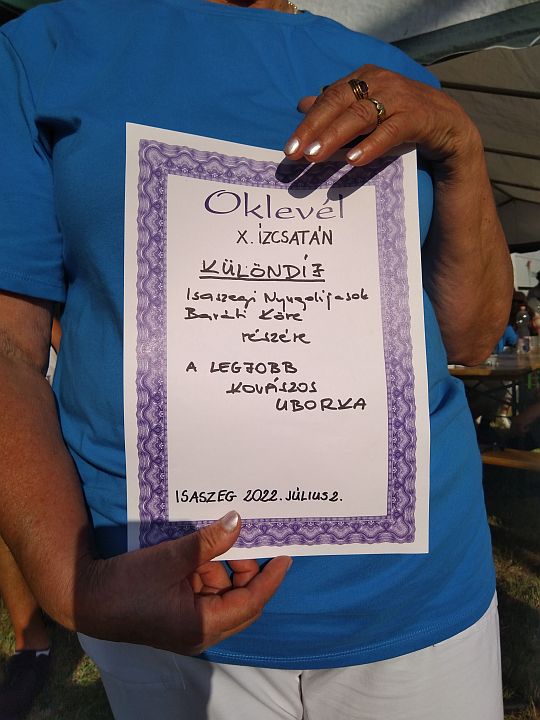 Oklevél
X. ÍZCSATÁN
KÜLÖNDÍJ
Isaszegi Nyugdíjasok
Baráti Köre
részére
A LEGJOBB
KOVÁSZOS
UBORKA
ISASZEG 2022. JÚLIUS 2.